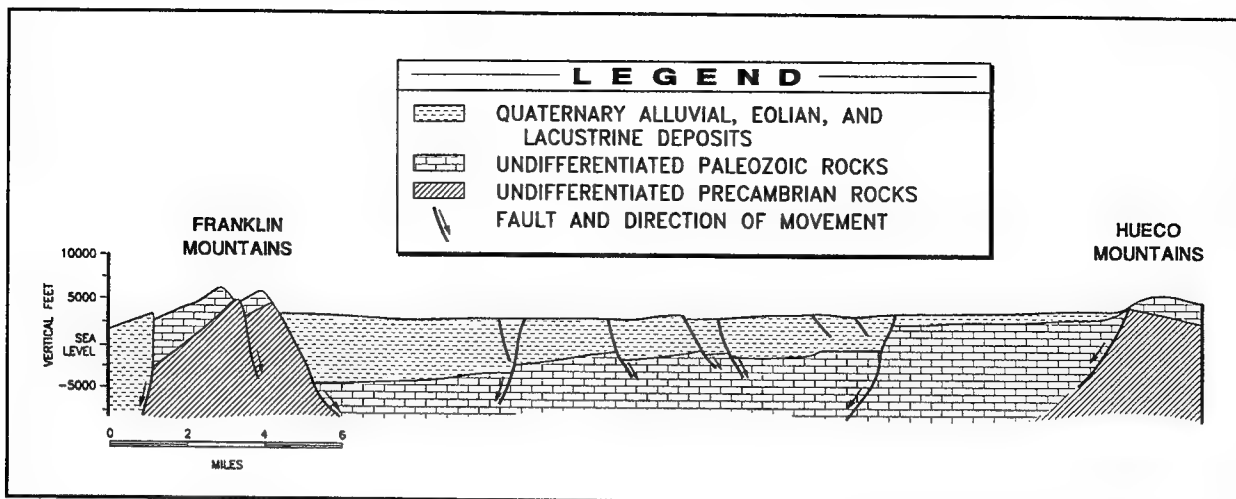 LEGEND
QUATERNARY ALLUVIAL, EOLIAN, AND
LACUSTRINE DEPOSITS
UNDIFFERENTIATED PALEOZOIC ROCKS
UNDIFFERENTIATED PRECAMBRIAN ROCKS
FAULT AND DIRECTION OF MOVEMENT
FRANKLIN
MOUNTAINS
HUECO
MOUNTAINS
VERTICAL FEET
10000
5000
SEA
LEVEL
-5000
0 2 4 6
MILES